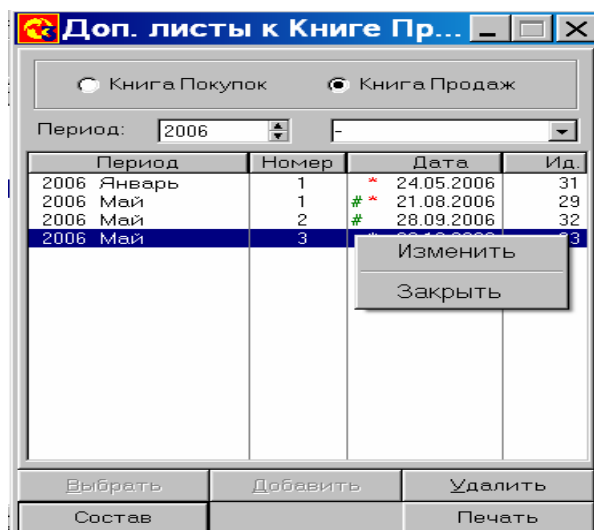 Доп. листы к Книге Пр...
Книга Покупок Книга Продаж
Период: 2006 -
Период Номер Дата Ид.
2006 Январь 1 * 24.05.2006 31
2006 Май 1 # * 21.08.2006 29
2006 Май 2 # 28.09.2006 32
2006 Май 3
Изменить
Закрыть
Выбрать Добавить Удалить
Состав Печать